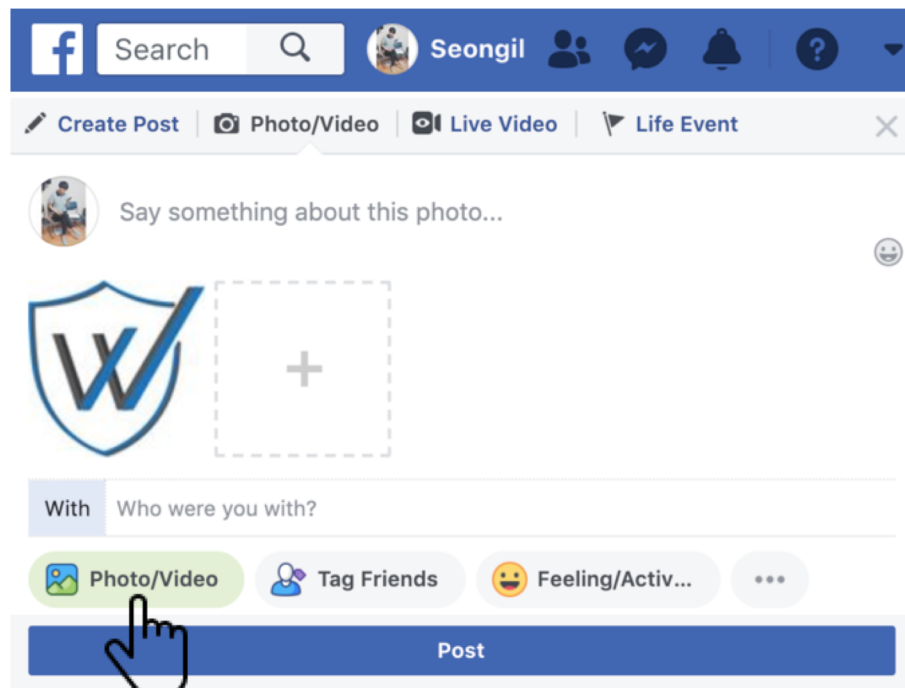 f Search Seongil ?
Create Post Photo/Video Live Video Life Event
Say something about this photo...
W
+
With Who were you with?
Photo/Video Tag Friends Feeling/Activ... •••
Post